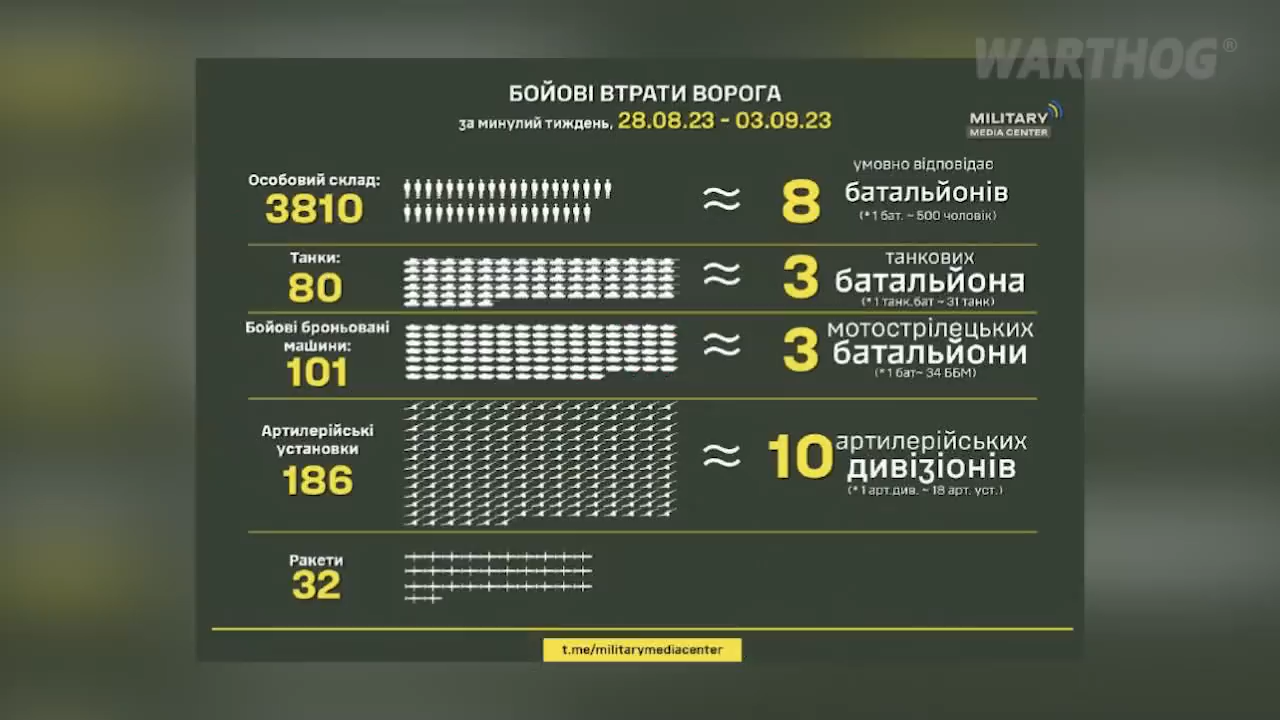 WARTHOG®
БОЙОВІ ВТРАТИ ВОРОГА
за минулий тиждень, 28.08.23 - 03.09.23
MILITARY
MEDIA CENTER
Особовий склад:
3810
≈
8
умовно відповідає
батальйонів
(*1 бат. ~ 500 чоловік)
Танки:
80
≈
3
танкових
батальйона
(*1 танк.бат ~ 31 танк)
Бойові броньовані
машини:
101
≈
3
мотострілецьких
батальйони
(*1 бат~ 34 ББМ)
Артилерійські
установки
186
≈
10
артилерійських
дивізіонів
(*1 арт.див. ~ 18 арт. уст.)
Ракети
32
t.me/militarymediacenter